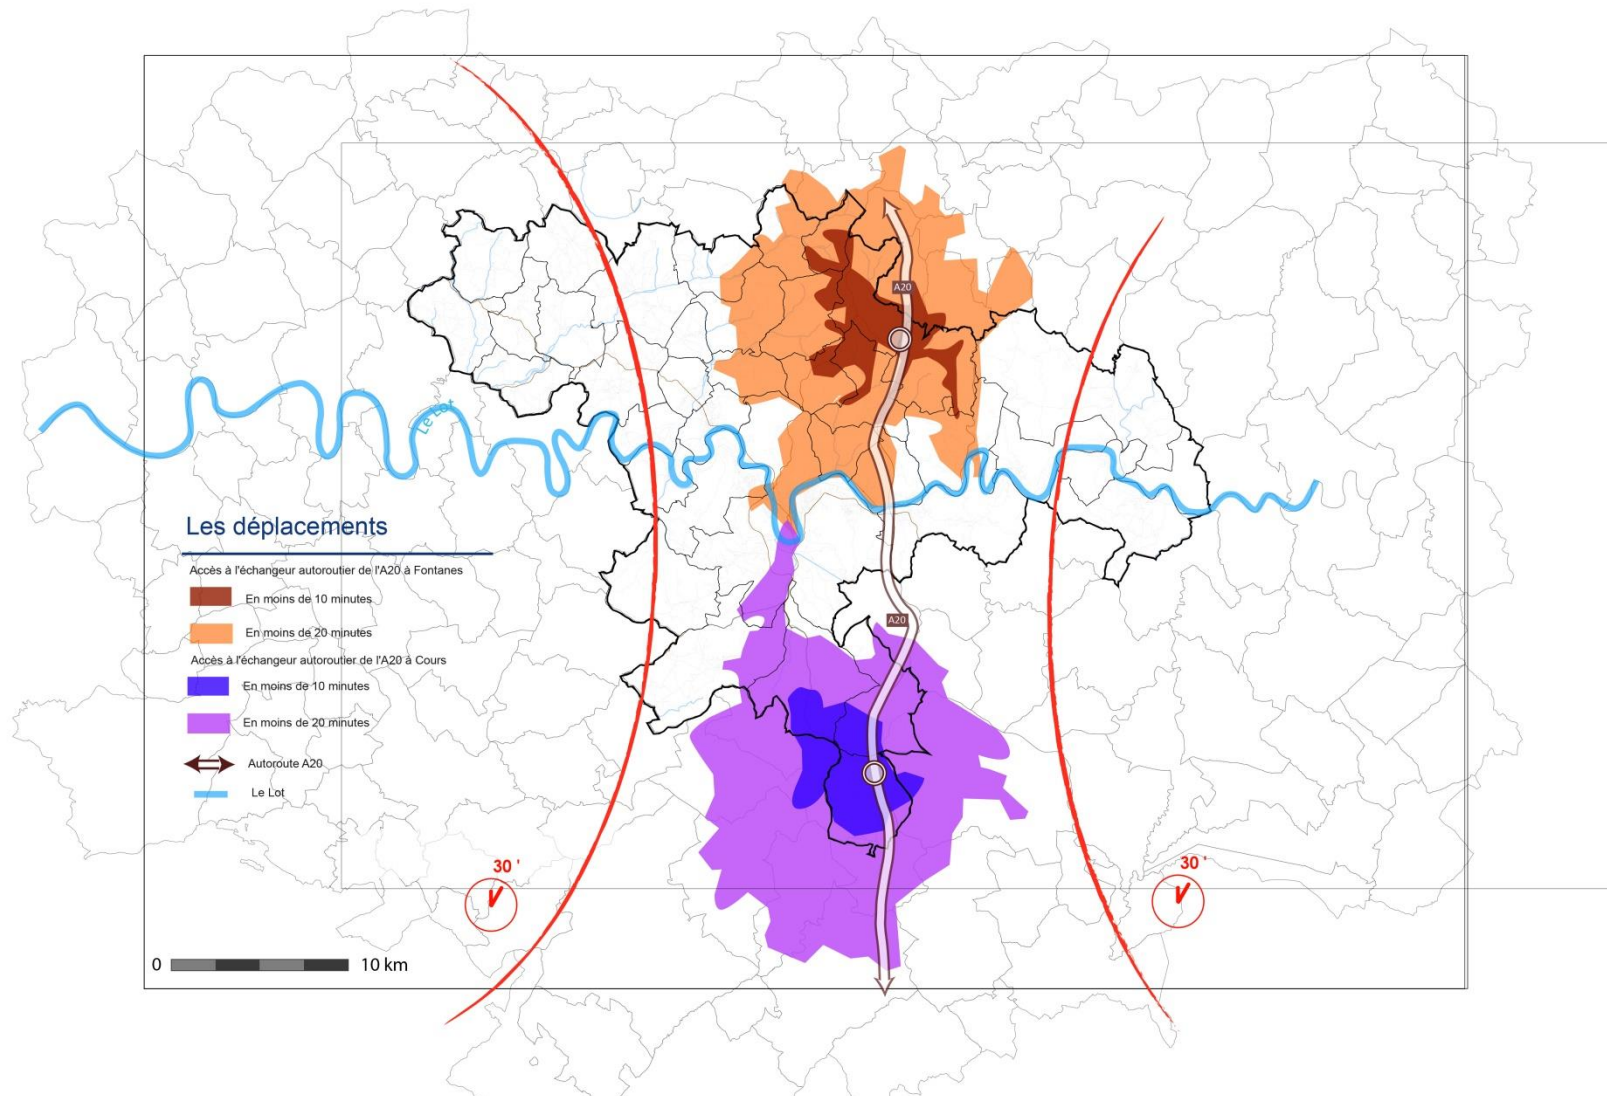 A20
Le Lot
Les déplacements
Accès à l'échangeur autoroutier de l'A20 à Fontanes
En moins de 10 minutes
En moins de 20 minutes
Accès à l'échangeur autoroutier de l'A20 à Cours
En moins de 10 minutes
En moins de 20 minutes
Autoroute A20
Le Lot
A20
30 '
30 '
0 10 km